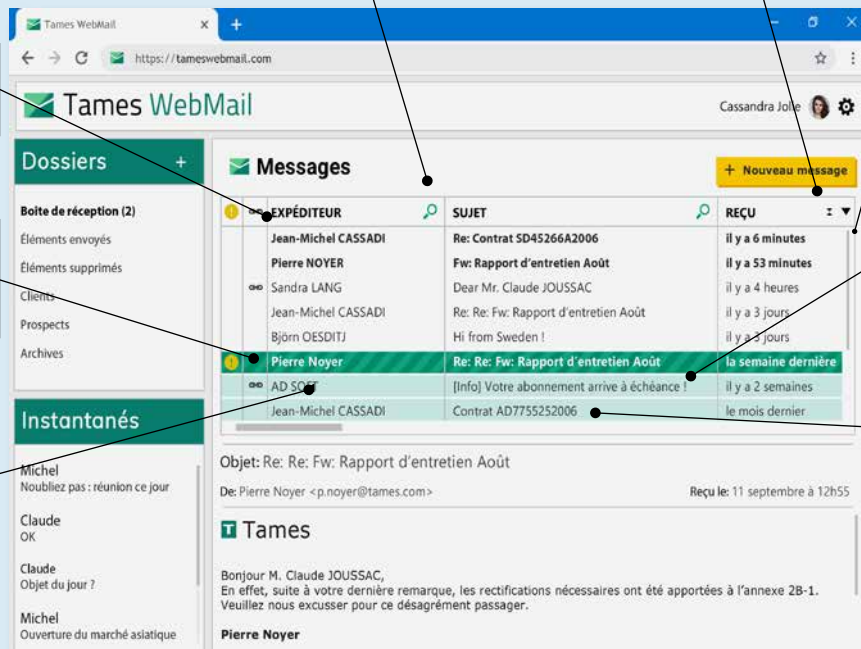 Tames WebMail
https://tameswebmail.com
Tames WebMail
Cassandra Jolie
Dossiers +
Boite de réception (2)
Éléments envoyés
Éléments supprimés
Clients
Prospects
Archives
Instantanés
Michel
Noubliez pas : réunion ce jour
Claude
OK
Claude
Objet du jour ?
Michel
Ouverture du marché asiatique
Messages
+ Nouveau message
EXPÉDITEUR SUJET REÇU
Jean-Michel CASSADI Re: Contrat SD45266A2006 il y a 6 minutes
Pierre NOYER Fw: Rapport d'entretien Août il y a 53 minutes
Sandra LANG Dear Mr. Claude JOUSSAC il y a 4 heures
Jean-Michel CASSADI Re: Re: Fw: Rapport d'entretien Août il y a 3 jours
Björn OESDITJ Hi from Sweden ! il y a 3 jours
Pierre Noyer Re: Re: Fw: Rapport d'entretien Août la semaine dernière
AD SOFT [Info] Votre abonnement arrive à échéance ! il y a 2 semaines
Jean-Michel CASSADI Contrat AD7755252006 le mois dernier
Objet: Re: Re: Fw: Rapport d'entretien Août
De: Pierre Noyer <p.noyer@tames.com> Reçu le: 11 septembre à 12h55
T Tames
Bonjour M. Claude JOUSSAC,
En effet, suite à votre dernière remarque, les rectifications nécessaires ont été apportées à l'annexe 2B-1.
Veuillez nous excuser pour ce désagrément passager.
Pierre Noyer